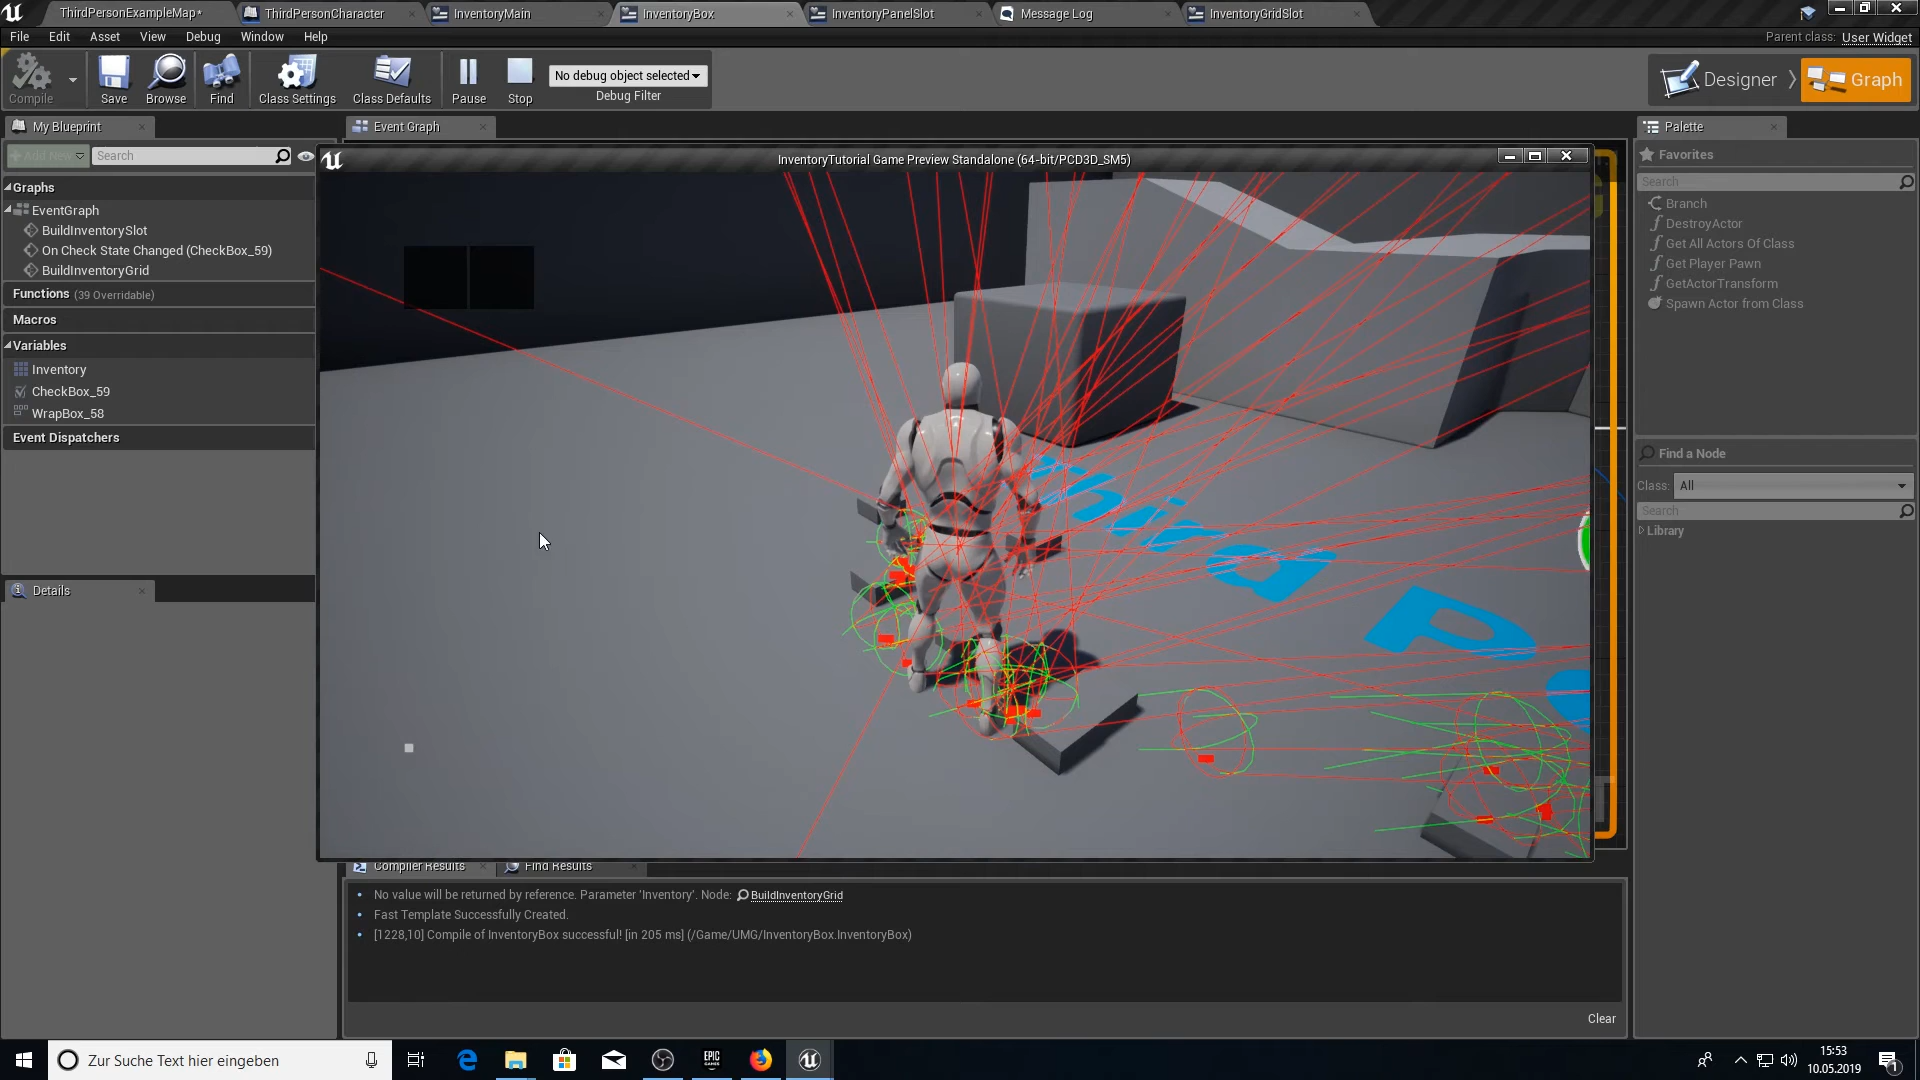 ThirdPersonExampleMap*
ThirdPersonCharacter
InventoryMain
InventoryBox
InventoryPanelSlot
Message Log
InventoryGridSlot
File Edit Asset View Debug Window Help
Parent class: User Widget
Compile
Save
Browse
Find
Class Settings
Class Defaults
Pause
Stop
No debug object selected
Debug Filter
Designer
Graph
My Blueprint
Event Graph
Palette
Add New
Search
InventoryTutorial Game Preview Standalone (64-bit/PCD3D_SM5)
Favorites
Search
Graphs
EventGraph
BuildInventorySlot
On Check State Changed (CheckBox_59)
BuildInventoryGrid
Functions (39 Overridable)
Macros
Variables
Inventory
CheckBox_59
WrapBox_58
Event Dispatchers
Branch
DestroyActor
Get All Actors Of Class
Get Player Pawn
GetActorTransform
Spawn Actor from Class
Find a Node
Class: All
Search
Library
Details
Compiler Results
Find Results
No value will be returned by reference. Parameter 'Inventory'. Node: BuildInventoryGrid
Fast Template Successfully Created.
[1228,10] Compile of InventoryBox successful! [in 205 ms] (/Game/UMG/InventoryBox.InventoryBox)
Clear
Zur Suche Text hier eingeben
EPIC
GAMES
15:53
10.05.2019
1